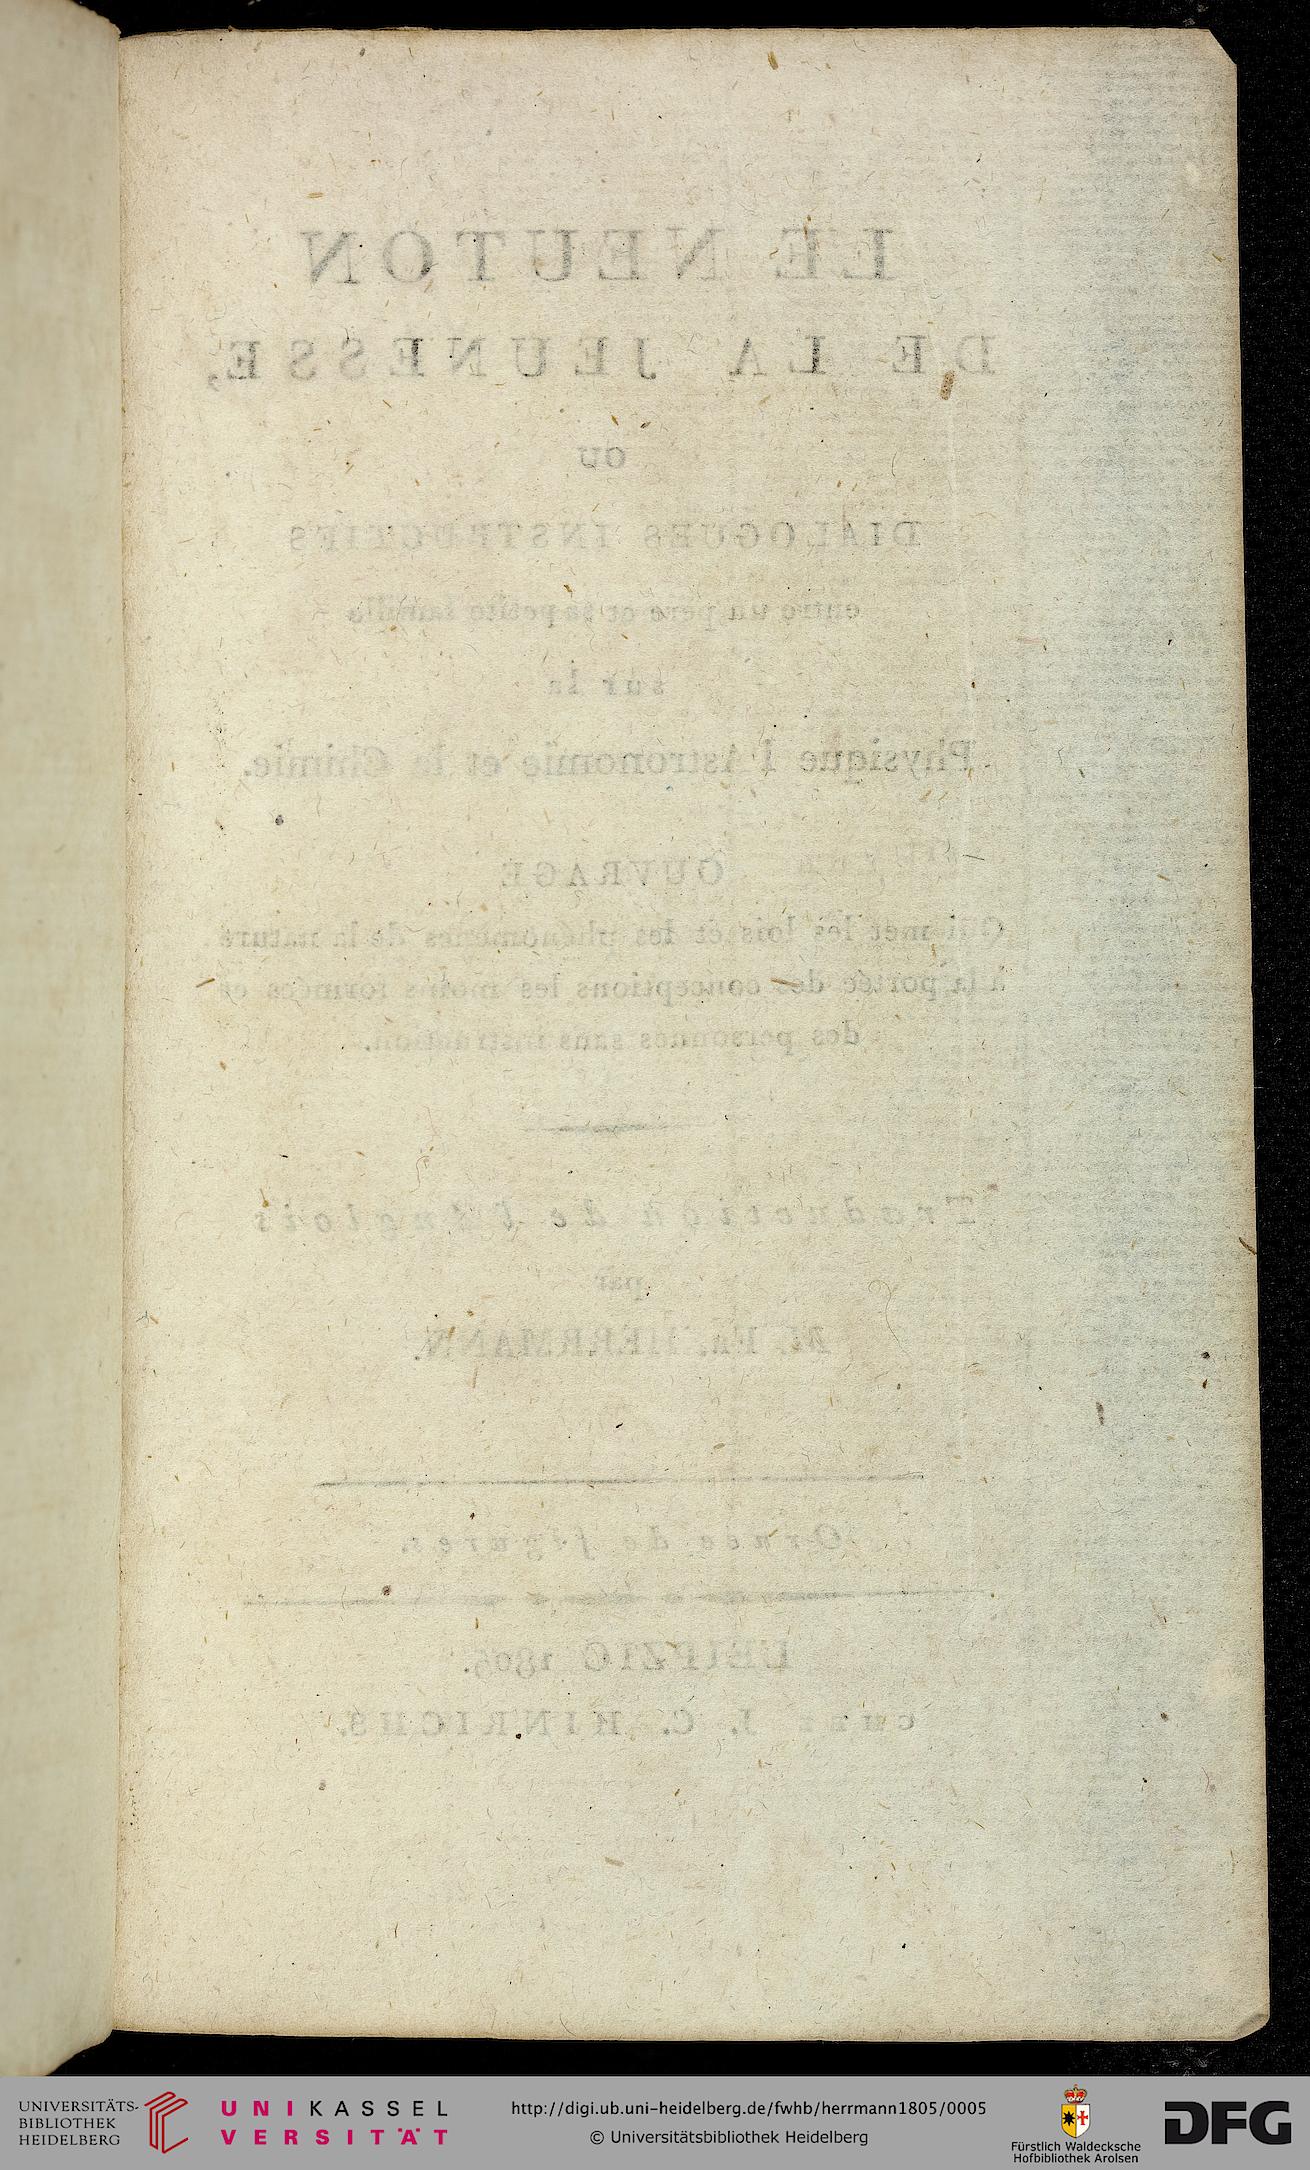 LE NEUTON
DE LA JEUNESSE,
OU
DIALOGUES INSTRUCTIFS
entre un pere et sa petite famille
sur la
Physique l'Astronomie et la Chimie.
OUVRAGE
Qui met les lois et les phénomènes de la nature
à la portée des conceptions les moins formées et
des personnes sans instruction.
Traduction de l'Anglois
par
M. Fn. HERRMANN.
Ornée de figures.
LEIPZIG 1805.
CHEZ J. C. HINRICHS.
UNIVERSITÄTS-
BIBLIOTHEK
HEIDELBERG
UNIKASSEL
VERSITÄT
http://digi.ub.uni-heidelberg.de/fwhb/herrmann1805/0005
© Universitätsbibliothek Heidelberg
Fürstlich Waldecksche
Hofbibliothek Arolsen
DFG